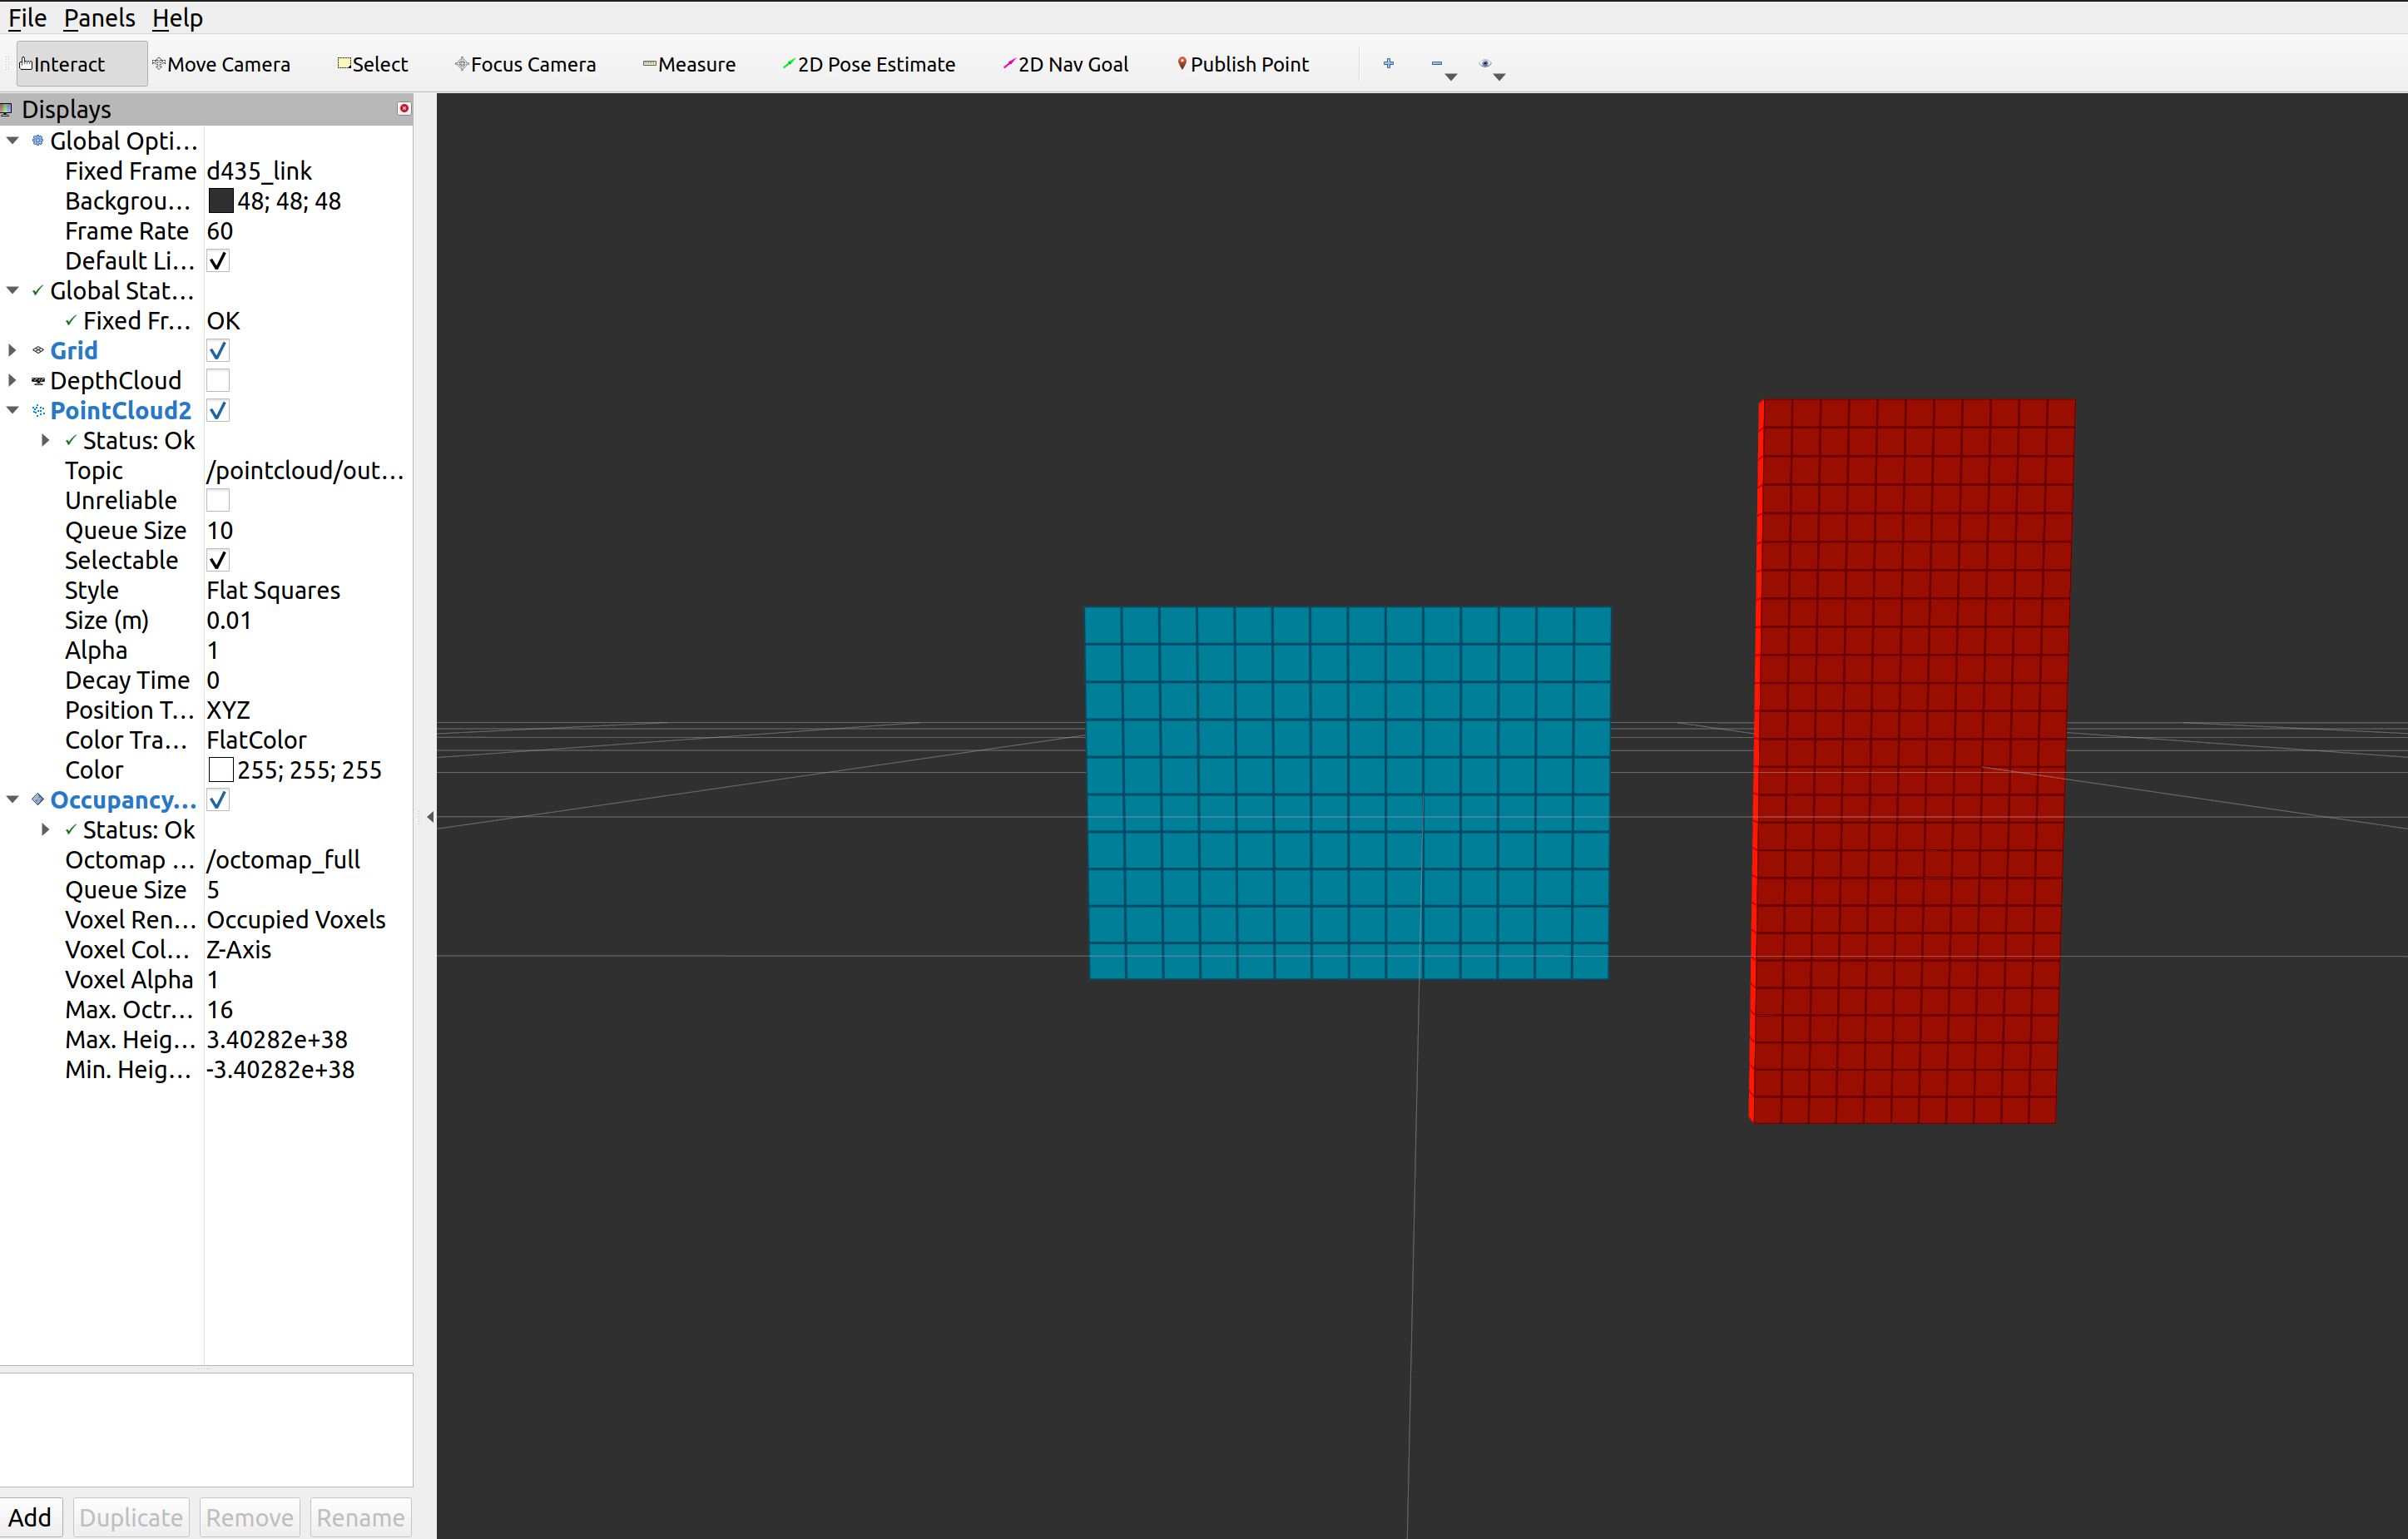 File Panels Help
Interact Move Camera Select Focus Camera Measure 2D Pose Estimate 2D Nav Goal Publish Point
Displays
Global Opti...
Fixed Frame d435_link
Backgrou... 48; 48; 48
Frame Rate 60
Default Li...
Global Stat...
Fixed Fr... OK
Grid
DepthCloud
PointCloud2
Status: Ok
Topic /pointcloud/out...
Unreliable
Queue Size 10
Selectable
Style Flat Squares
Size (m) 0.01
Alpha 1
Decay Time 0
Position T... XYZ
Color Tra... FlatColor
Color 255; 255; 255
Occupancy...
Status: Ok
Octomap ... /octomap_full
Queue Size 5
Voxel Ren... Occupied Voxels
Voxel Col... Z-Axis
Voxel Alpha 1
Max. Octr... 16
Max. Heig... 3.40282e+38
Min. Heig... -3.40282e+38
Add Duplicate Remove Rename